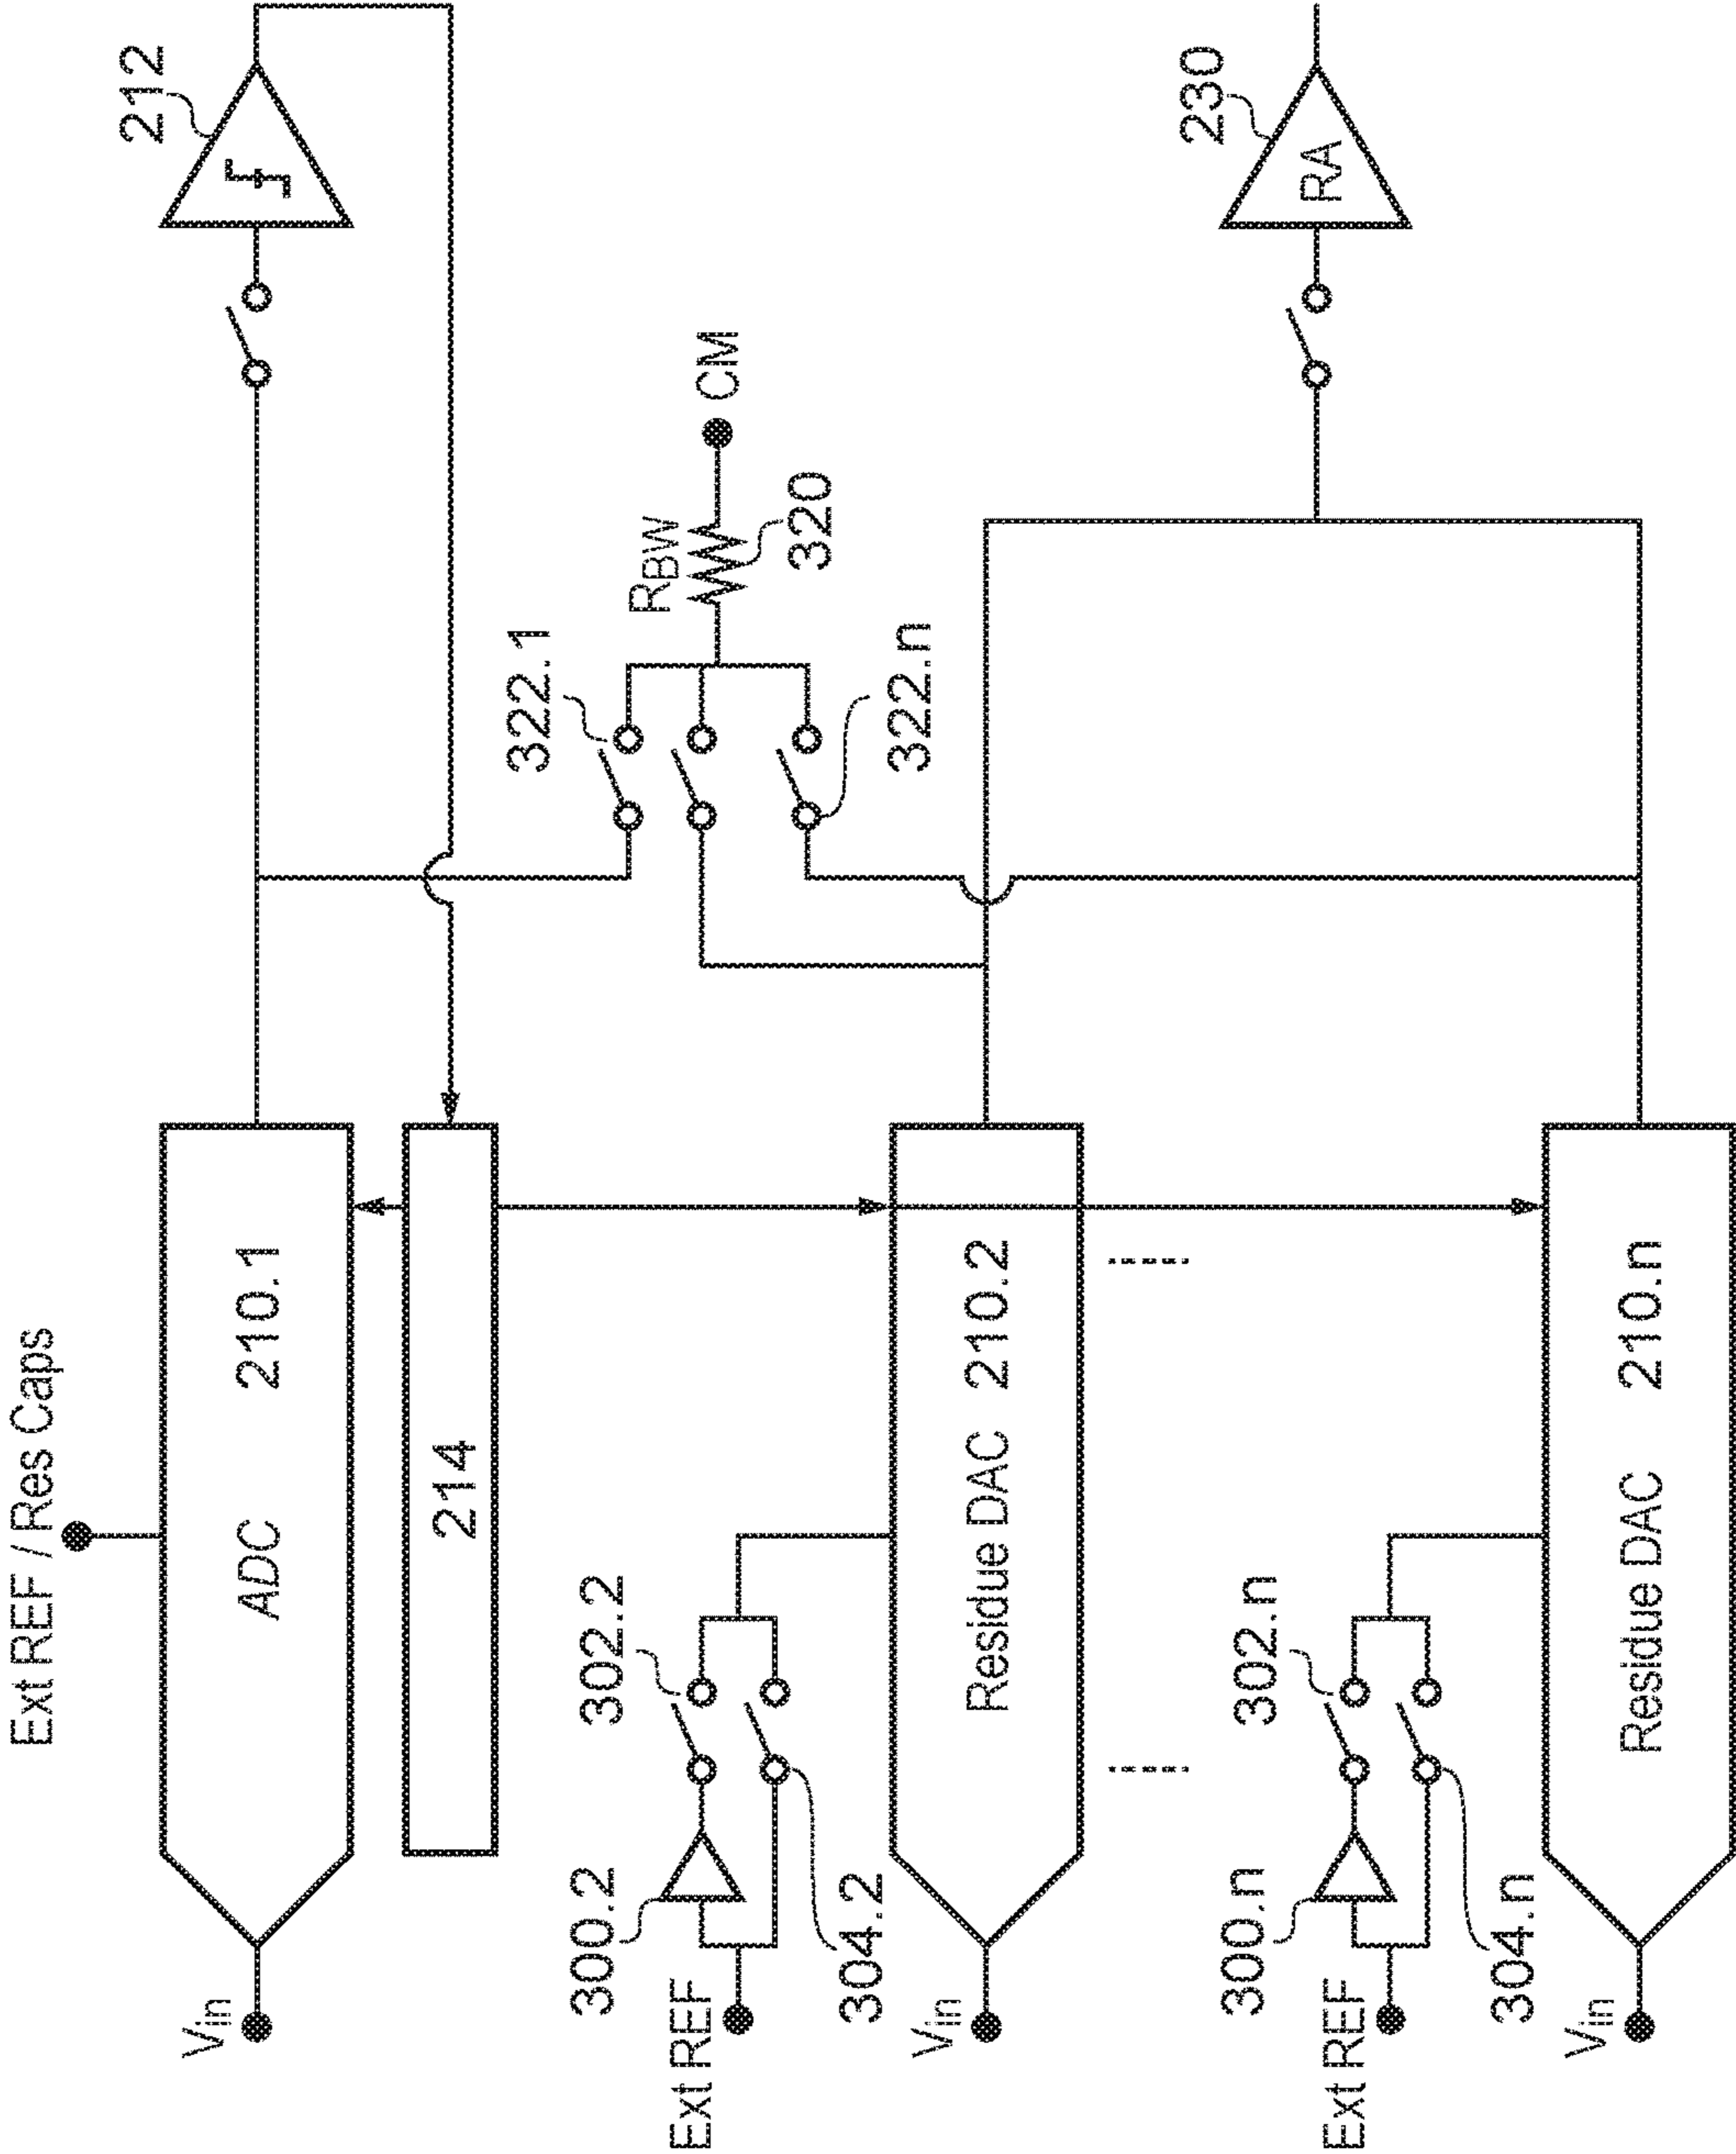 Ext REF / Res Caps
Vin
ADC 210.1
212
214
322.1
RBW
CM
320
322.n
300.2
302.2
Ext REF
304.2
Vin
Residue DAC 210.2
230
RA
300.n
302.n
Ext REF
304.n
Vin
Residue DAC 210.n